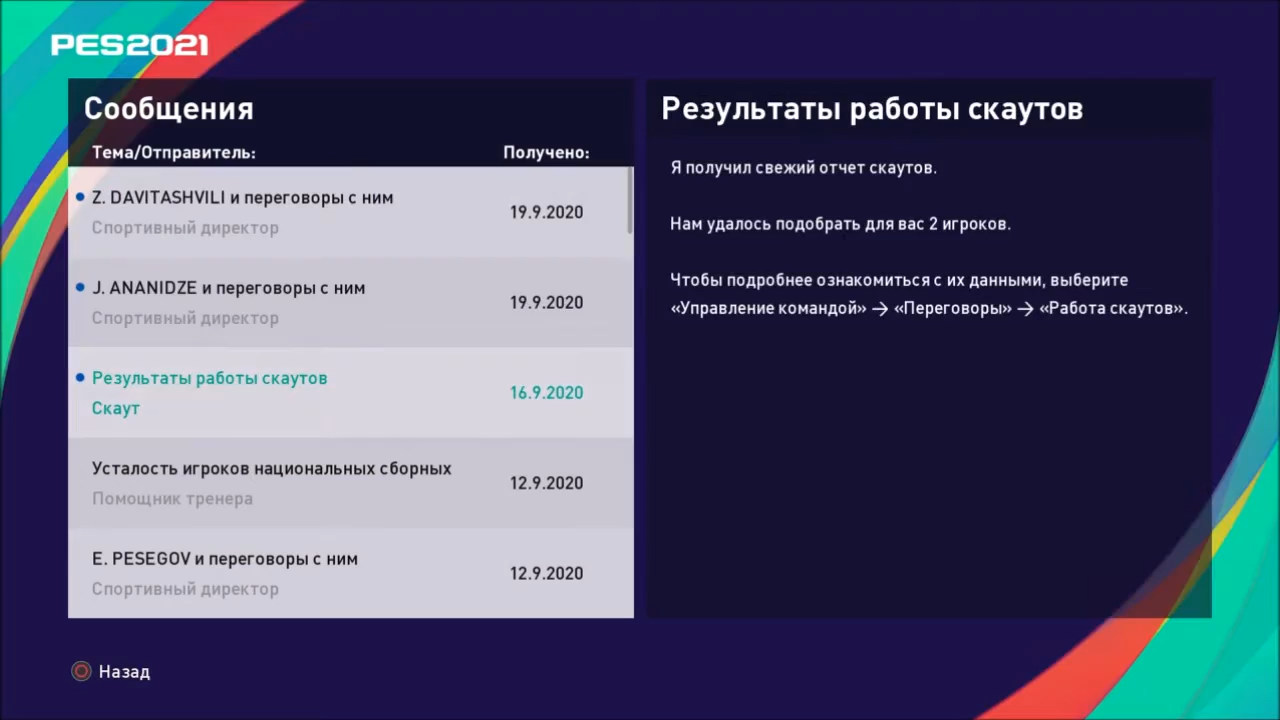 PES2021
Сообщения
Тема/Отправитель:
Получено:
Z. DAVITASHVILI и переговоры с ним
Спортивный директор
19.9.2020
J. ANANIDZE и переговоры с ним
Спортивный директор
19.9.2020
Результаты работы скаутов
Скаут
16.9.2020
Усталость игроков национальных сборных
Помощник тренера
12.9.2020
E. PESEGOV и переговоры с ним
Спортивный директор
12.9.2020
Результаты работы скаутов
Я получил свежий отчет скаутов.
Нам удалось подобрать для вас 2 игроков.
Чтобы подробнее ознакомиться с их данными, выберите
«Управление командой» → «Переговоры» → «Работа скаутов».
Назад